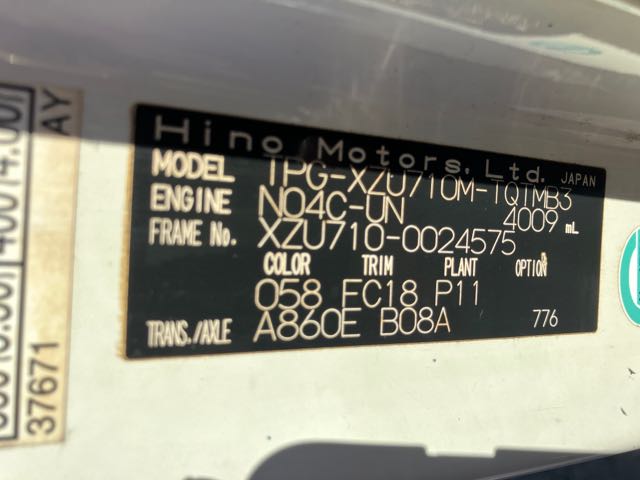 Hino Motors, Ltd. JAPAN
MODEL TPG-XZU710M-TQTMB3
ENGINE N04C-UN 4009 mL
FRAME No. XZU710-0024575
COLOR TRIM PLANT OPTION
058 FC18 P11
TRANS./AXLE A860E B08A 776
37671
AY